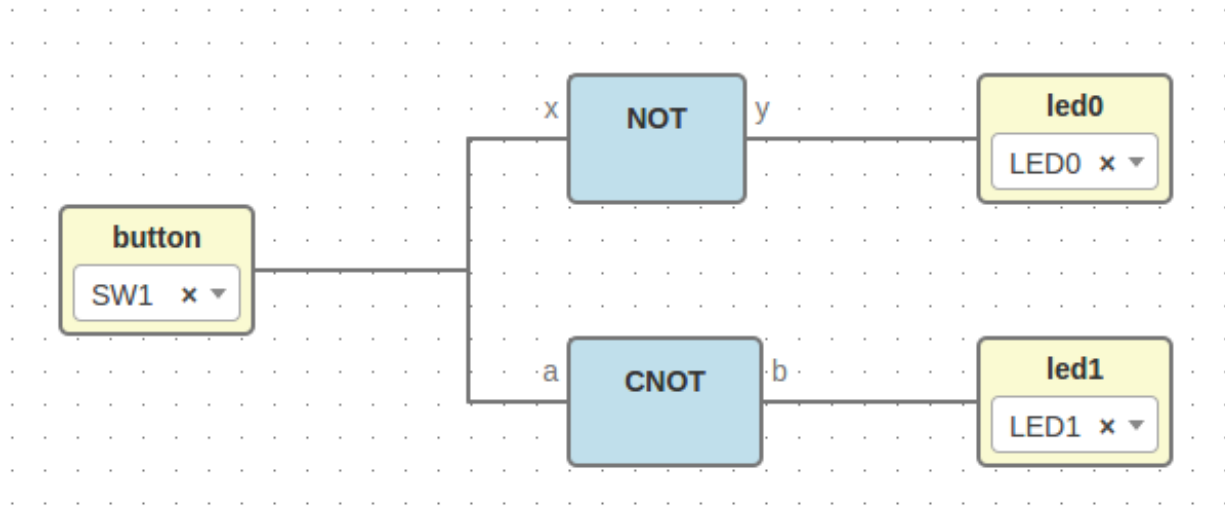 x
NOT
y
led0
LED0 ×
button
SW1 ×
a
CNOT
b
led1
LED1 ×